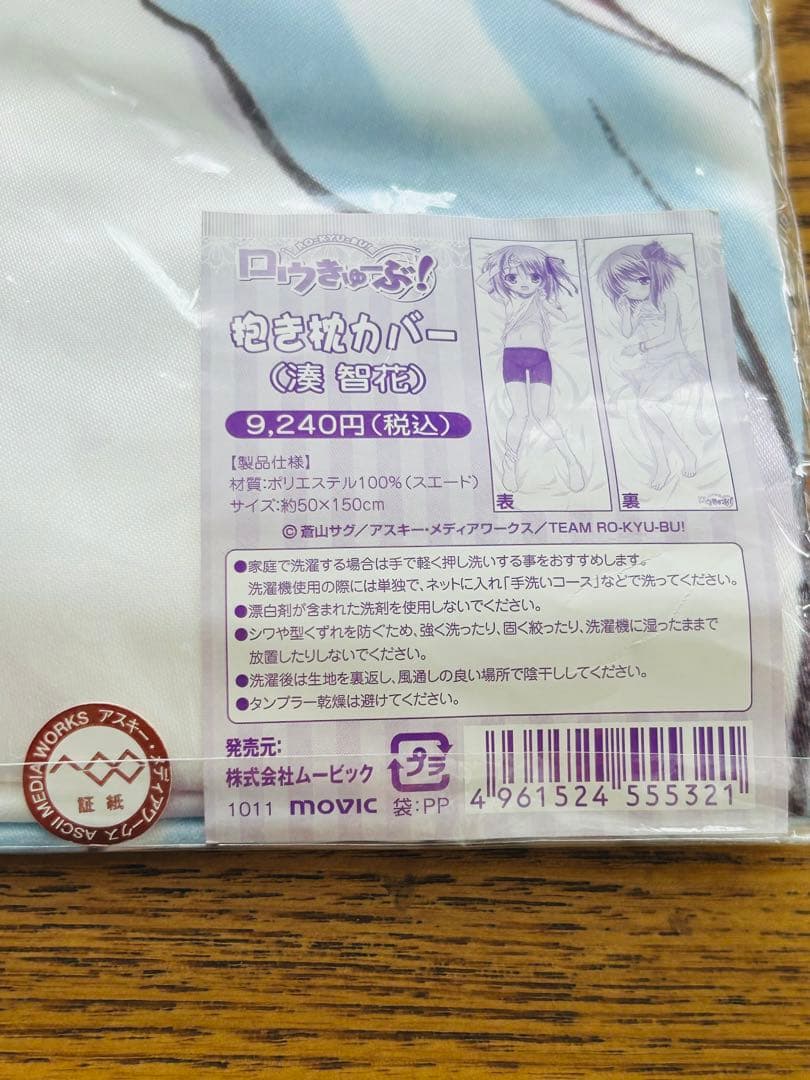 RO-KYU-BU!
ロウきゅーぶ!
抱き枕カバー
(湊 智花)
9,240円(税込)
【製品仕様】
材質:ポリエステル100%(スエード)
サイズ:約50×150cm
表
裏
ロウきゅーぶ!
©蒼山サグ/アスキー・メディアワークス/TEAM RO-KYU-BU!
●家庭で洗濯する場合は手で軽く押し洗いする事をおすすめします。
洗濯機使用の際には単独で、ネットに入れ「手洗いコース」などで洗ってください。
●漂白剤が含まれた洗剤を使用しないでください。
●シワや型くずれを防ぐため、強く洗ったり、固く絞ったり、洗濯機に湿ったままで
放置したりしないでください。
●洗濯後は生地を裏返し、風通しの良い場所で陰干ししてください。
●タンブラー乾燥は避けてください。
発売元:
株式会社ムービック
1011 movic
プラ
袋:PP
4 961524 555321
ASCII MEDIA WORKS アスキー・メディアワークス
証紙